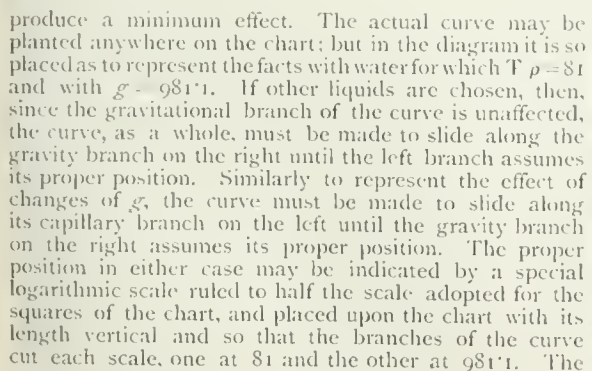 produce a minimum effect. The actual curve may be
planted anywhere on the chart; but in the diagram it is so
placed as to represent the facts with water for which T ρ = 81
and with g - 981·1. If other liquids are chosen, then,
since the gravitational branch of the curve is unaffected,
the curve, as a whole, must be made to slide along the
gravity branch on the right until the left branch assumes
its proper position. Similarly to represent the effect of
changes of g, the curve must be made to slide along
its capillary branch on the left until the gravity branch
on the right assumes its proper position. The proper
position in either case may be indicated by a special
logarithmic scale ruled to half the scale adopted for the
squares of the chart, and placed upon the chart with its
length vertical and so that the branches of the curve
cut each scale, one at 81 and the other at 981·1. The